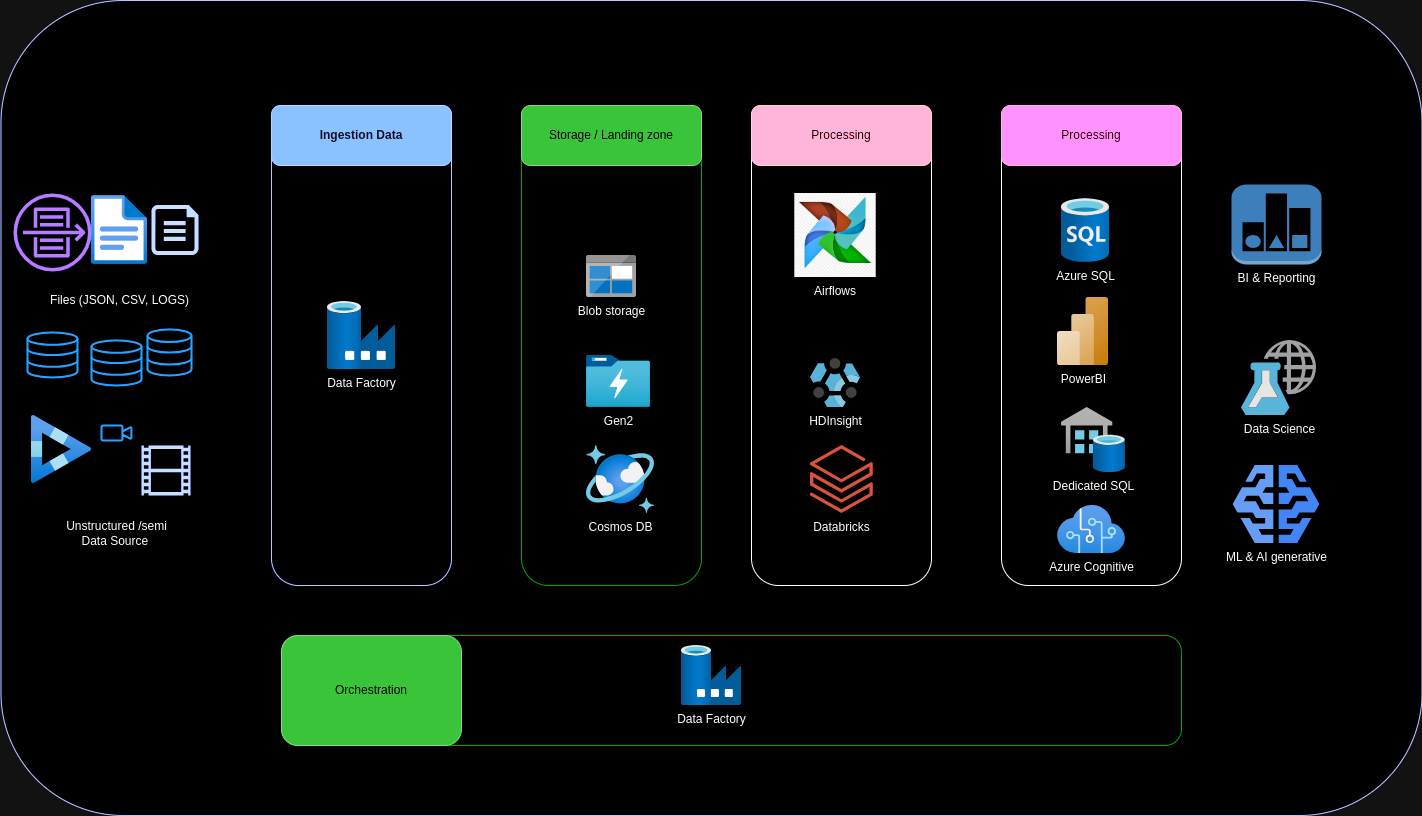 Ingestion Data
Storage / Landing zone
Processing
Processing
Files (JSON, CSV, LOGS)
Unstructured /semi
Data Source
Data Factory
Blob storage
Gen2
Cosmos DB
Airflows
HDInsight
Databricks
SQL
Azure SQL
PowerBI
Dedicated SQL
Azure Cognitive
BI & Reporting
Data Science
ML & AI generative
Orchestration
Data Factory